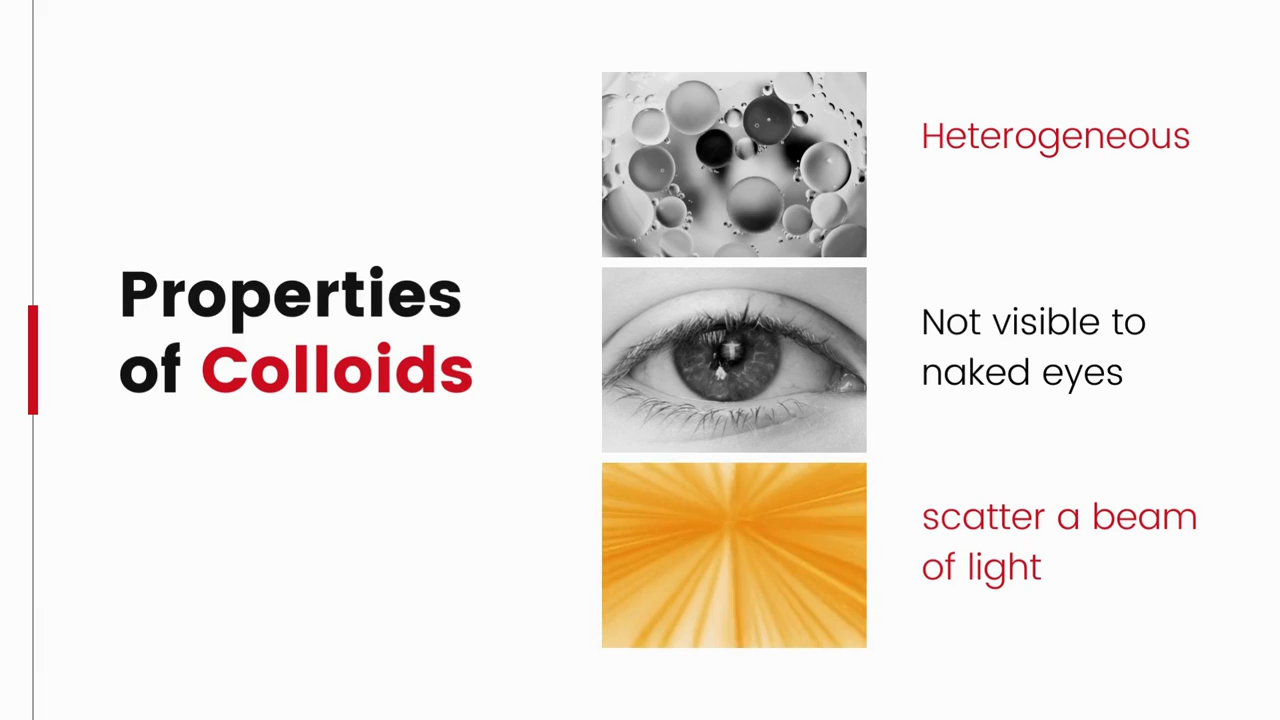 Properties
of Colloids
Heterogeneous
Not visible to
naked eyes
scatter a beam
of light